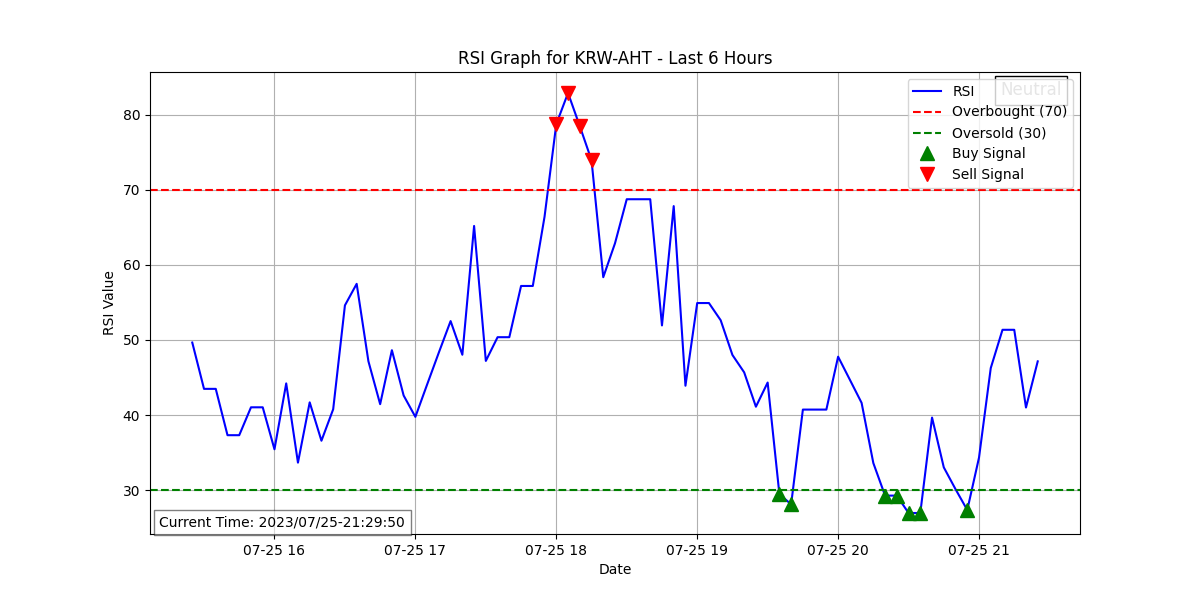 RSI Graph for KRW-AHT - Last 6 Hours
Neutral
RSI
Overbought (70)
Oversold (30)
Buy Signal
Sell Signal
80
70
60
50
40
30
RSI Value
Current Time: 2023/07/25-21:29:50
07-25 16
07-25 17
07-25 18
07-25 19
07-25 20
07-25 21
Date